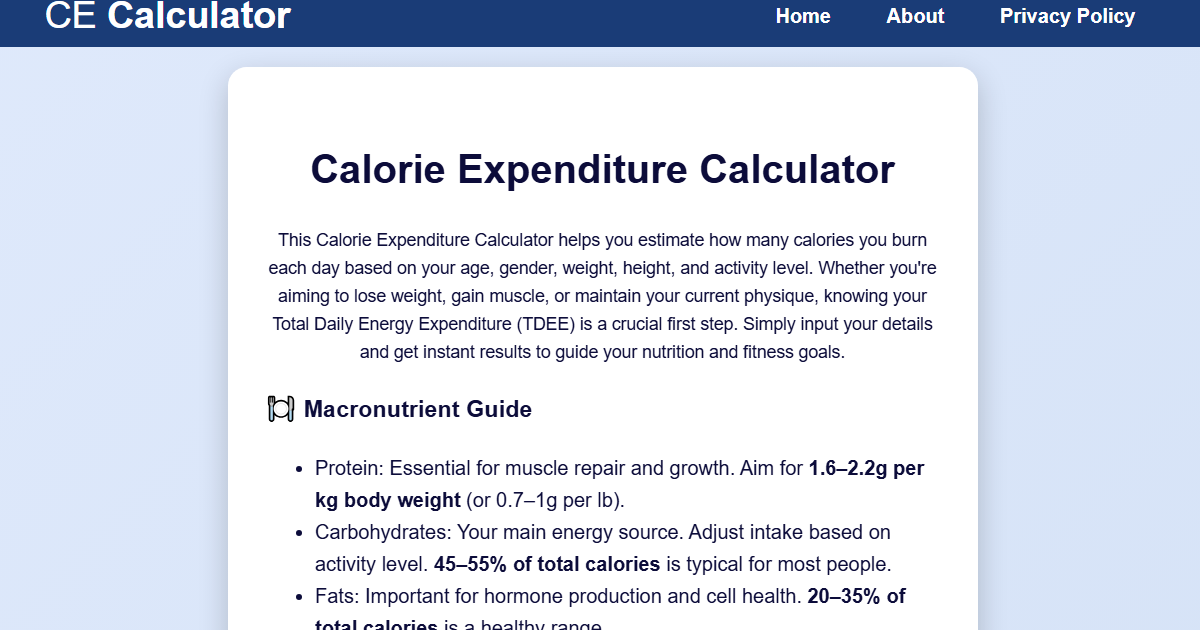 CE Calculator
Home About Privacy Policy
Calorie Expenditure Calculator
This Calorie Expenditure Calculator helps you estimate how many calories you burn
each day based on your age, gender, weight, height, and activity level. Whether you're
aiming to lose weight, gain muscle, or maintain your current physique, knowing your
Total Daily Energy Expenditure (TDEE) is a crucial first step. Simply input your details
and get instant results to guide your nutrition and fitness goals.
🍽️ Macronutrient Guide
• Protein: Essential for muscle repair and growth. Aim for 1.6–2.2g per
kg body weight (or 0.7–1g per lb).
• Carbohydrates: Your main energy source. Adjust intake based on
activity level. 45–55% of total calories is typical for most people.
• Fats: Important for hormone production and cell health. 20–35% of
total calories is a healthy range.